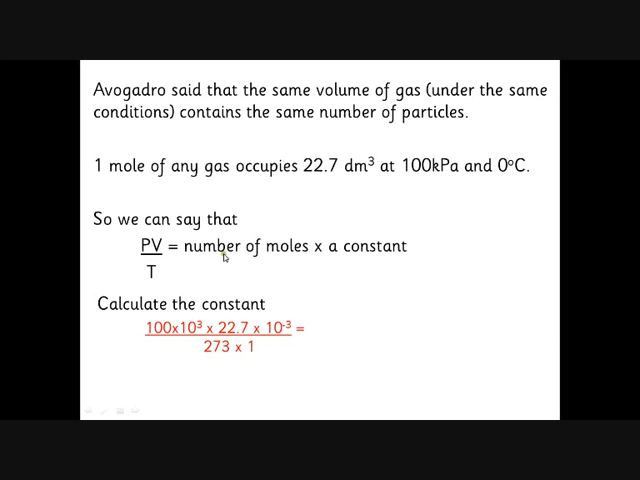 Avogadro said that the same volume of gas (under the same
conditions) contains the same number of particles.
1 mole of any gas occupies 22.7 dm³ at 100kPa and 0°C.
So we can say that
PV = number of moles x a constant
T
Calculate the constant
100x10³ x 22.7 x 10⁻³ =
273 x 1